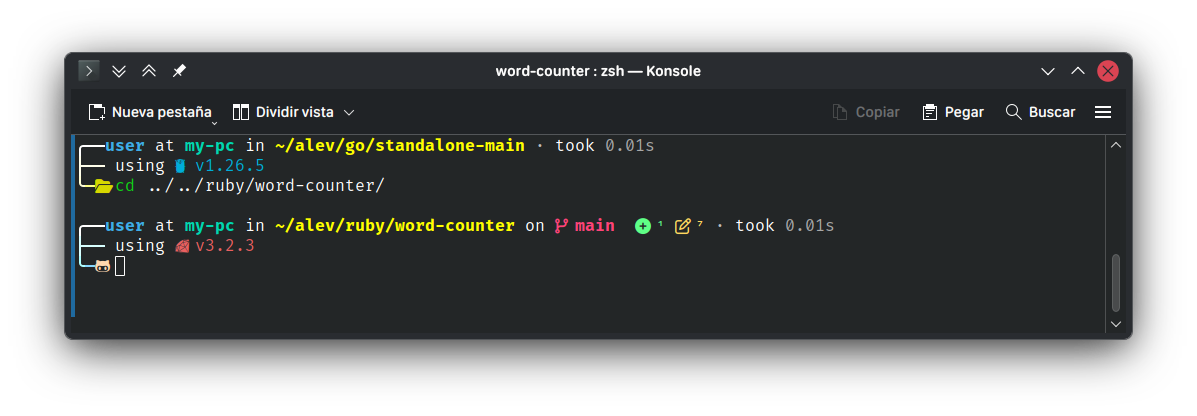 word-counter : zsh — Konsole
Nueva pestaña Dividir vista Copiar Pegar Buscar
user at my-pc in ~/alev/go/standalone-main · took 0.01s
using v1.26.5
cd ../../ruby/word-counter/
user at my-pc in ~/alev/ruby/word-counter on main ¹ ⁷ · took 0.01s
using v3.2.3